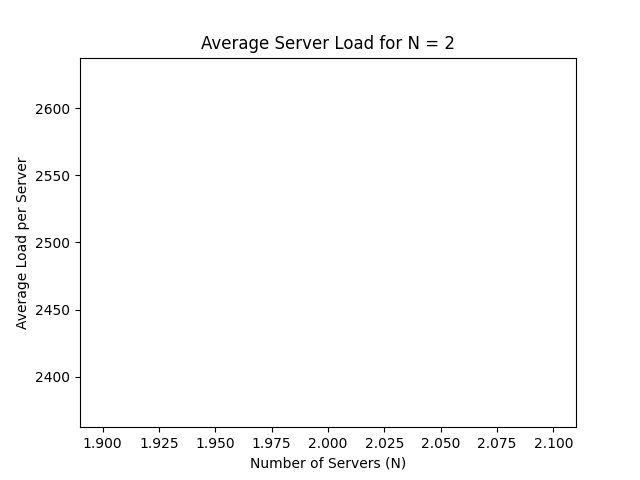 Average Server Load for N = 2
Average Load per Server
2600
2550
2500
2450
2400
1.900 1.925 1.950 1.975 2.000 2.025 2.050 2.075 2.100
Number of Servers (N)